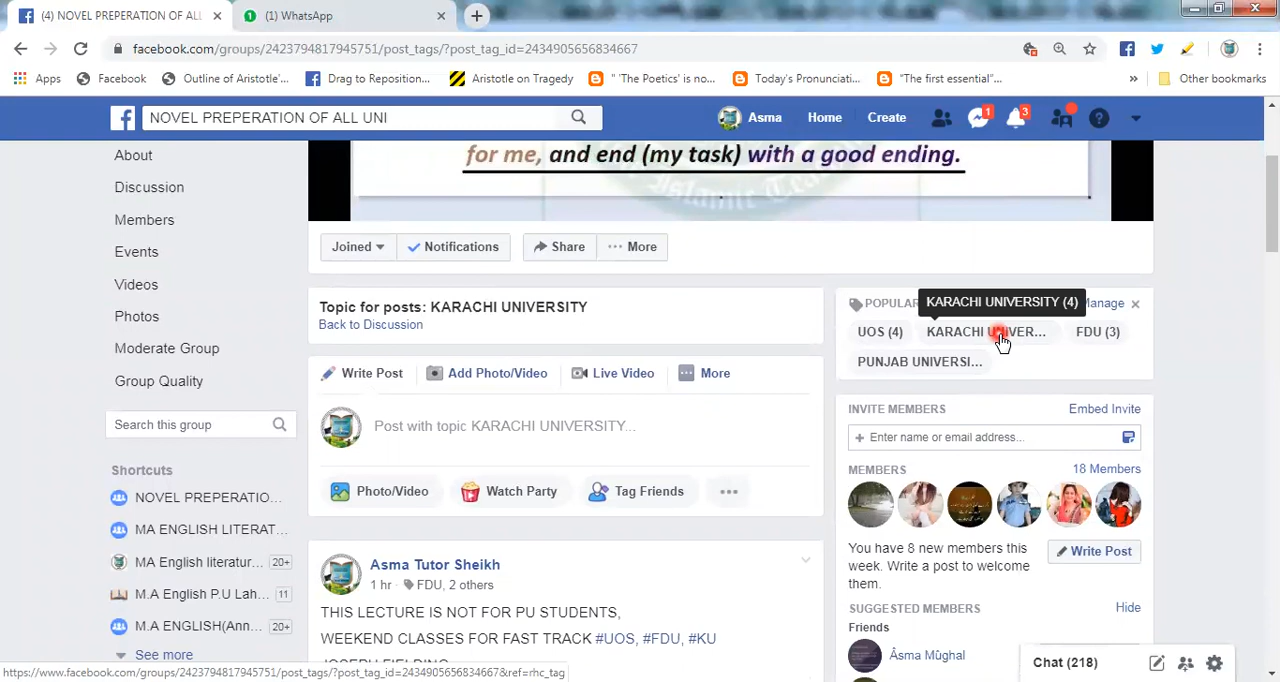 (4) NOVEL PREPERATION OF ALL
(1) WhatsApp
facebook.com/groups/2423794817945751/post_tags/?post_tag_id=2434905656834667
Apps
Facebook
Outline of Aristotle'...
Drag to Reposition...
Aristotle on Tragedy
" 'The Poetics' is no...
Today's Pronunciati...
"The first essential"...
»
Other bookmarks
NOVEL PREPERATION OF ALL UNI
Asma
Home
Create
1
3
for me, and end (my task) with a good ending.
About
Discussion
Members
Events
Videos
Photos
Moderate Group
Group Quality
Search this group
Shortcuts
NOVEL PREPERATIO...
MA ENGLISH LITERAT...
MA English literatur...
20+
M.A English P.U Lah...
11
M.A ENGLISH(Ann...
20+
See more
Joined
Notifications
Share
More
Topic for posts: KARACHI UNIVERSITY
Back to Discussion
Write Post
Add Photo/Video
Live Video
More
Post with topic KARACHI UNIVERSITY...
Photo/Video
Watch Party
Tag Friends
Asma Tutor Sheikh
1 hr · FDU, 2 others
THIS LECTURE IS NOT FOR PU STUDENTS,
WEEKEND CLASSES FOR FAST TRACK #UOS, #FDU, #KU
JOSEPH FIELDING
POPULAR
KARACHI UNIVERSITY (4)
Manage
UOS (4)
KARACHI UNIVER...
FDU (3)
PUNJAB UNIVERSI...
INVITE MEMBERS
Embed Invite
Enter name or email address...
MEMBERS
18 Members
You have 8 new members this
week. Write a post to welcome
them.
Write Post
SUGGESTED MEMBERS
Hide
Friends
Âsma Mûghal
Chat (218)
https://www.facebook.com/groups/2423794817945751/post_tags/?post_tag_id=2434905656834667&ref=rhc_tag